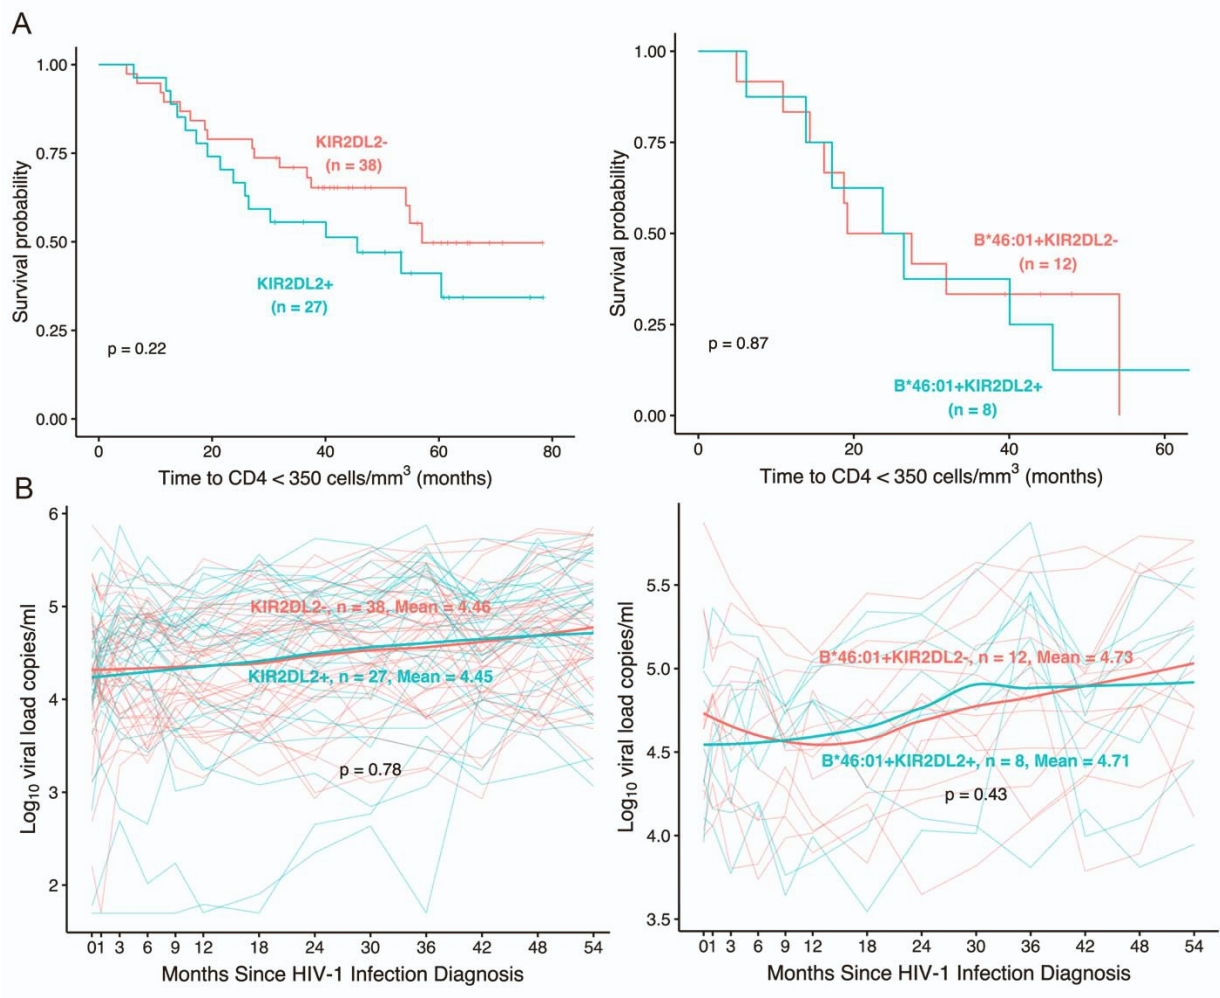 A
1.00
0.75
0.50
0.25
0.00
Survival probability
KIR2DL2-
(n = 38)
KIR2DL2+
(n = 27)
p = 0.22
0
20
40
60
80
Time to CD4 < 350 cells/mm³ (months)
1.00
0.75
0.50
0.25
0.00
Survival probability
B*46:01+KIR2DL2-
(n = 12)
p = 0.87
B*46:01+KIR2DL2+
(n = 8)
0
20
40
60
Time to CD4 < 350 cells/mm³ (months)
B
6
5
4
3
2
Log₁₀ viral load copies/ml
KIR2DL2-, n = 38, Mean = 4.46
KIR2DL2+, n = 27, Mean = 4.45
p = 0.78
0 1 3 6 9 12 18 24 30 36 42 48 54
Months Since HIV-1 Infection Diagnosis
5.5
5.0
4.5
4.0
3.5
Log₁₀ viral load copies/ml
B*46:01+KIR2DL2-, n = 12, Mean = 4.73
B*46:01+KIR2DL2+, n = 8, Mean = 4.71
p = 0.43
0 1 3 6 9 12 18 24 30 36 42 48 54
Months Since HIV-1 Infection Diagnosis